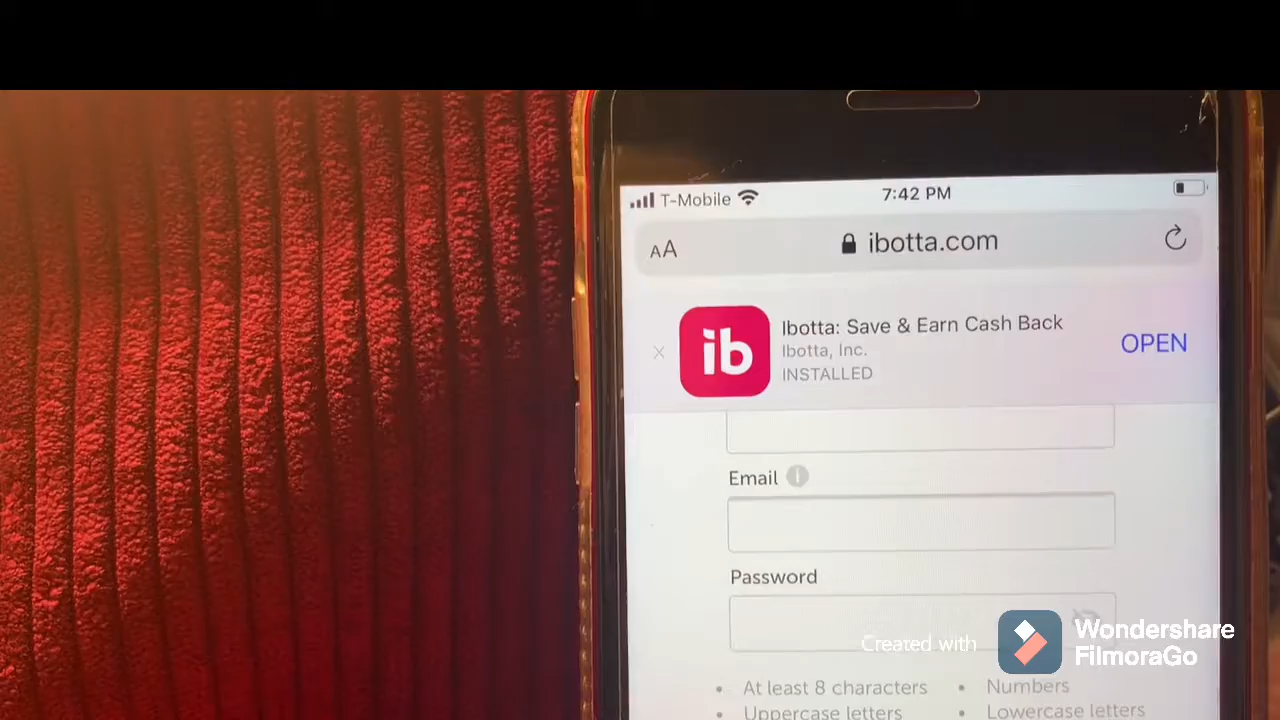 T-Mobile 7:42 PM
AA ibotta.com
ib
Ibotta: Save & Earn Cash Back
Ibotta, Inc.
INSTALLED
OPEN
Email i
Password
Created with Wondershare FilmoraGo
• At least 8 characters • Numbers
• Uppercase letters • Lowercase letters